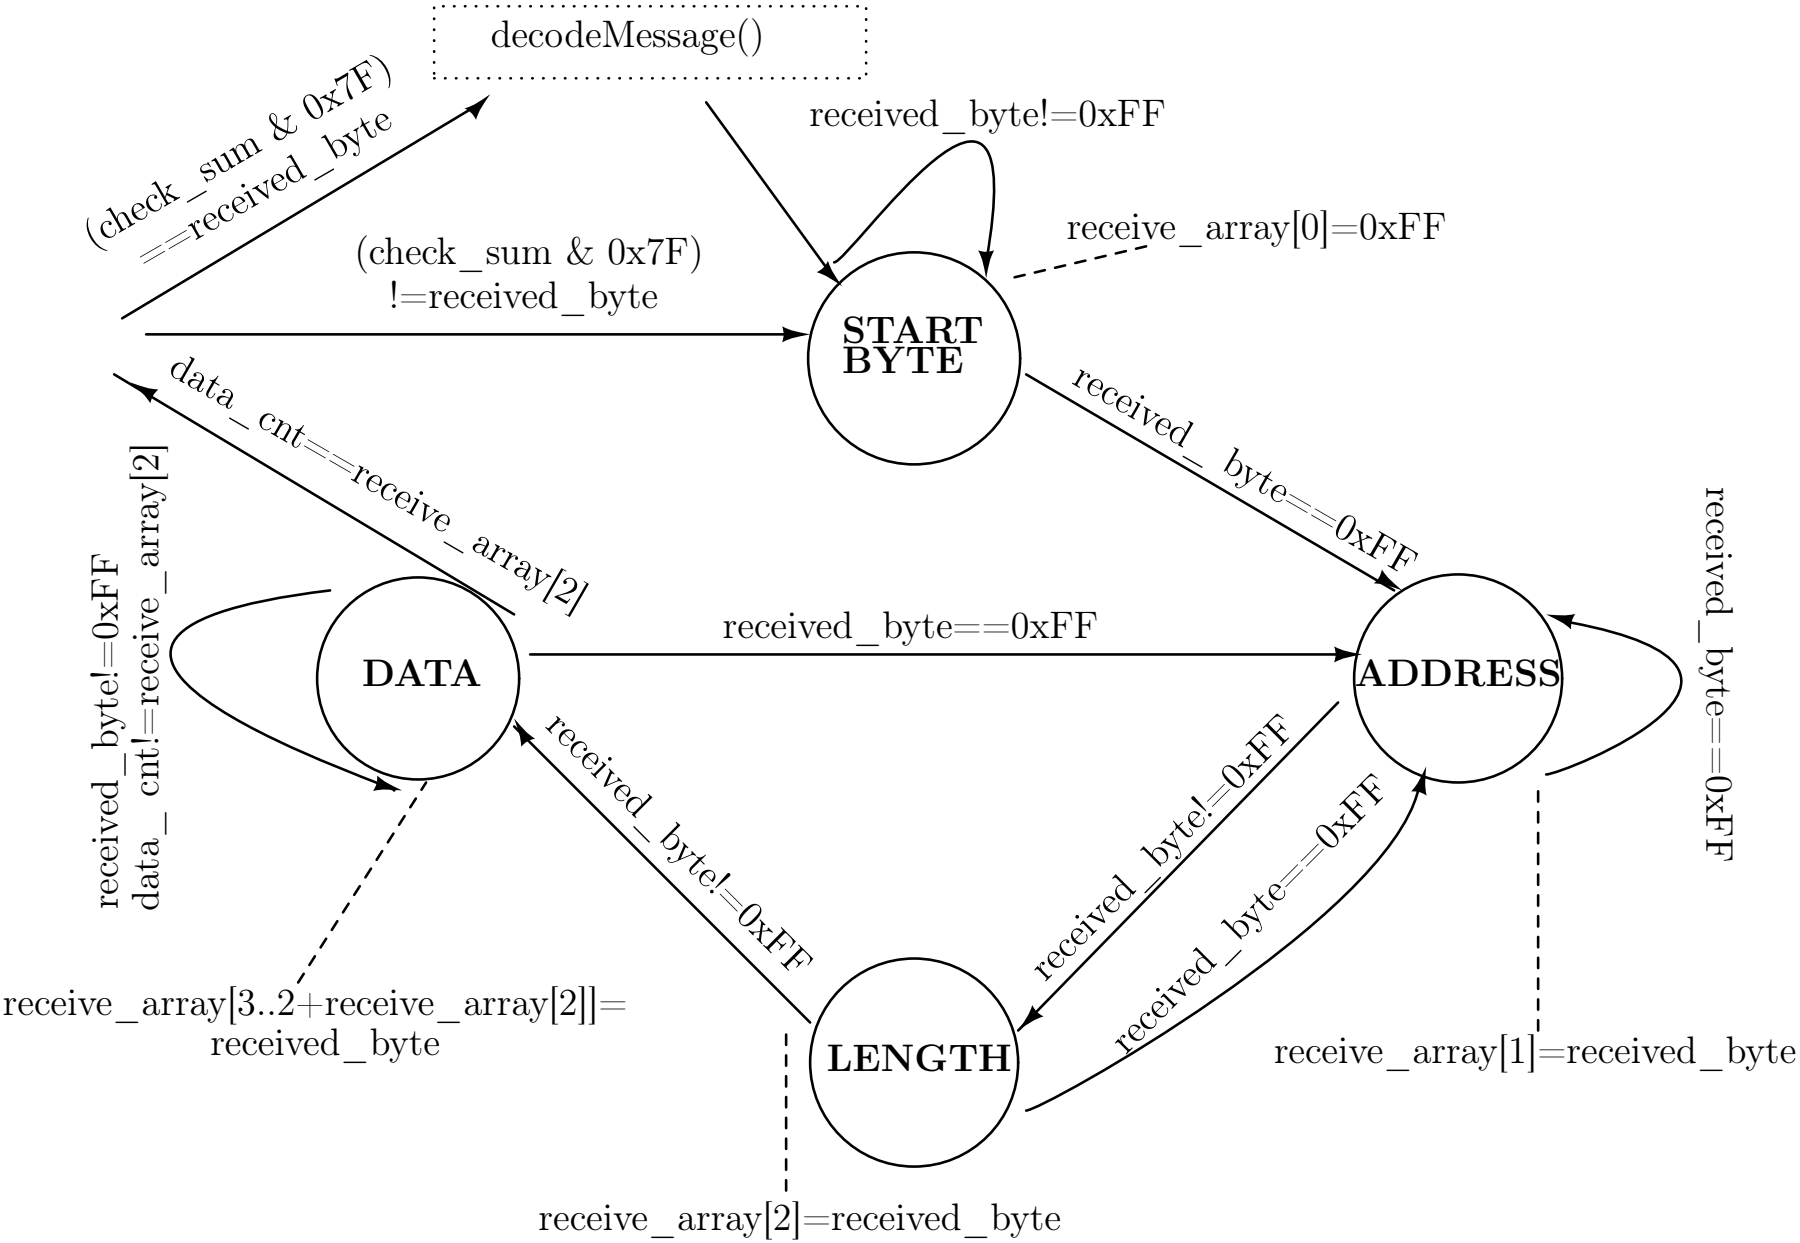 decodeMessage()
(check_sum & 0x7F)
==received_byte
received_byte!=0xFF
receive_array[0]=0xFF
(check_sum & 0x7F)
!=received_byte
START
BYTE
data_cnt==receive_array[2]
received_byte==0xFF
received_byte!=0xFF
data_cnt!=receive_array[2]
received_byte==0xFF
received_byte==0xFF
DATA
ADDRESS
received_byte!=0xFF
received_byte!=0xFF
received_byte==0xFF
receive_array[3..2+receive_array[2]]=
received_byte
LENGTH
receive_array[1]=received_byte
receive_array[2]=received_byte